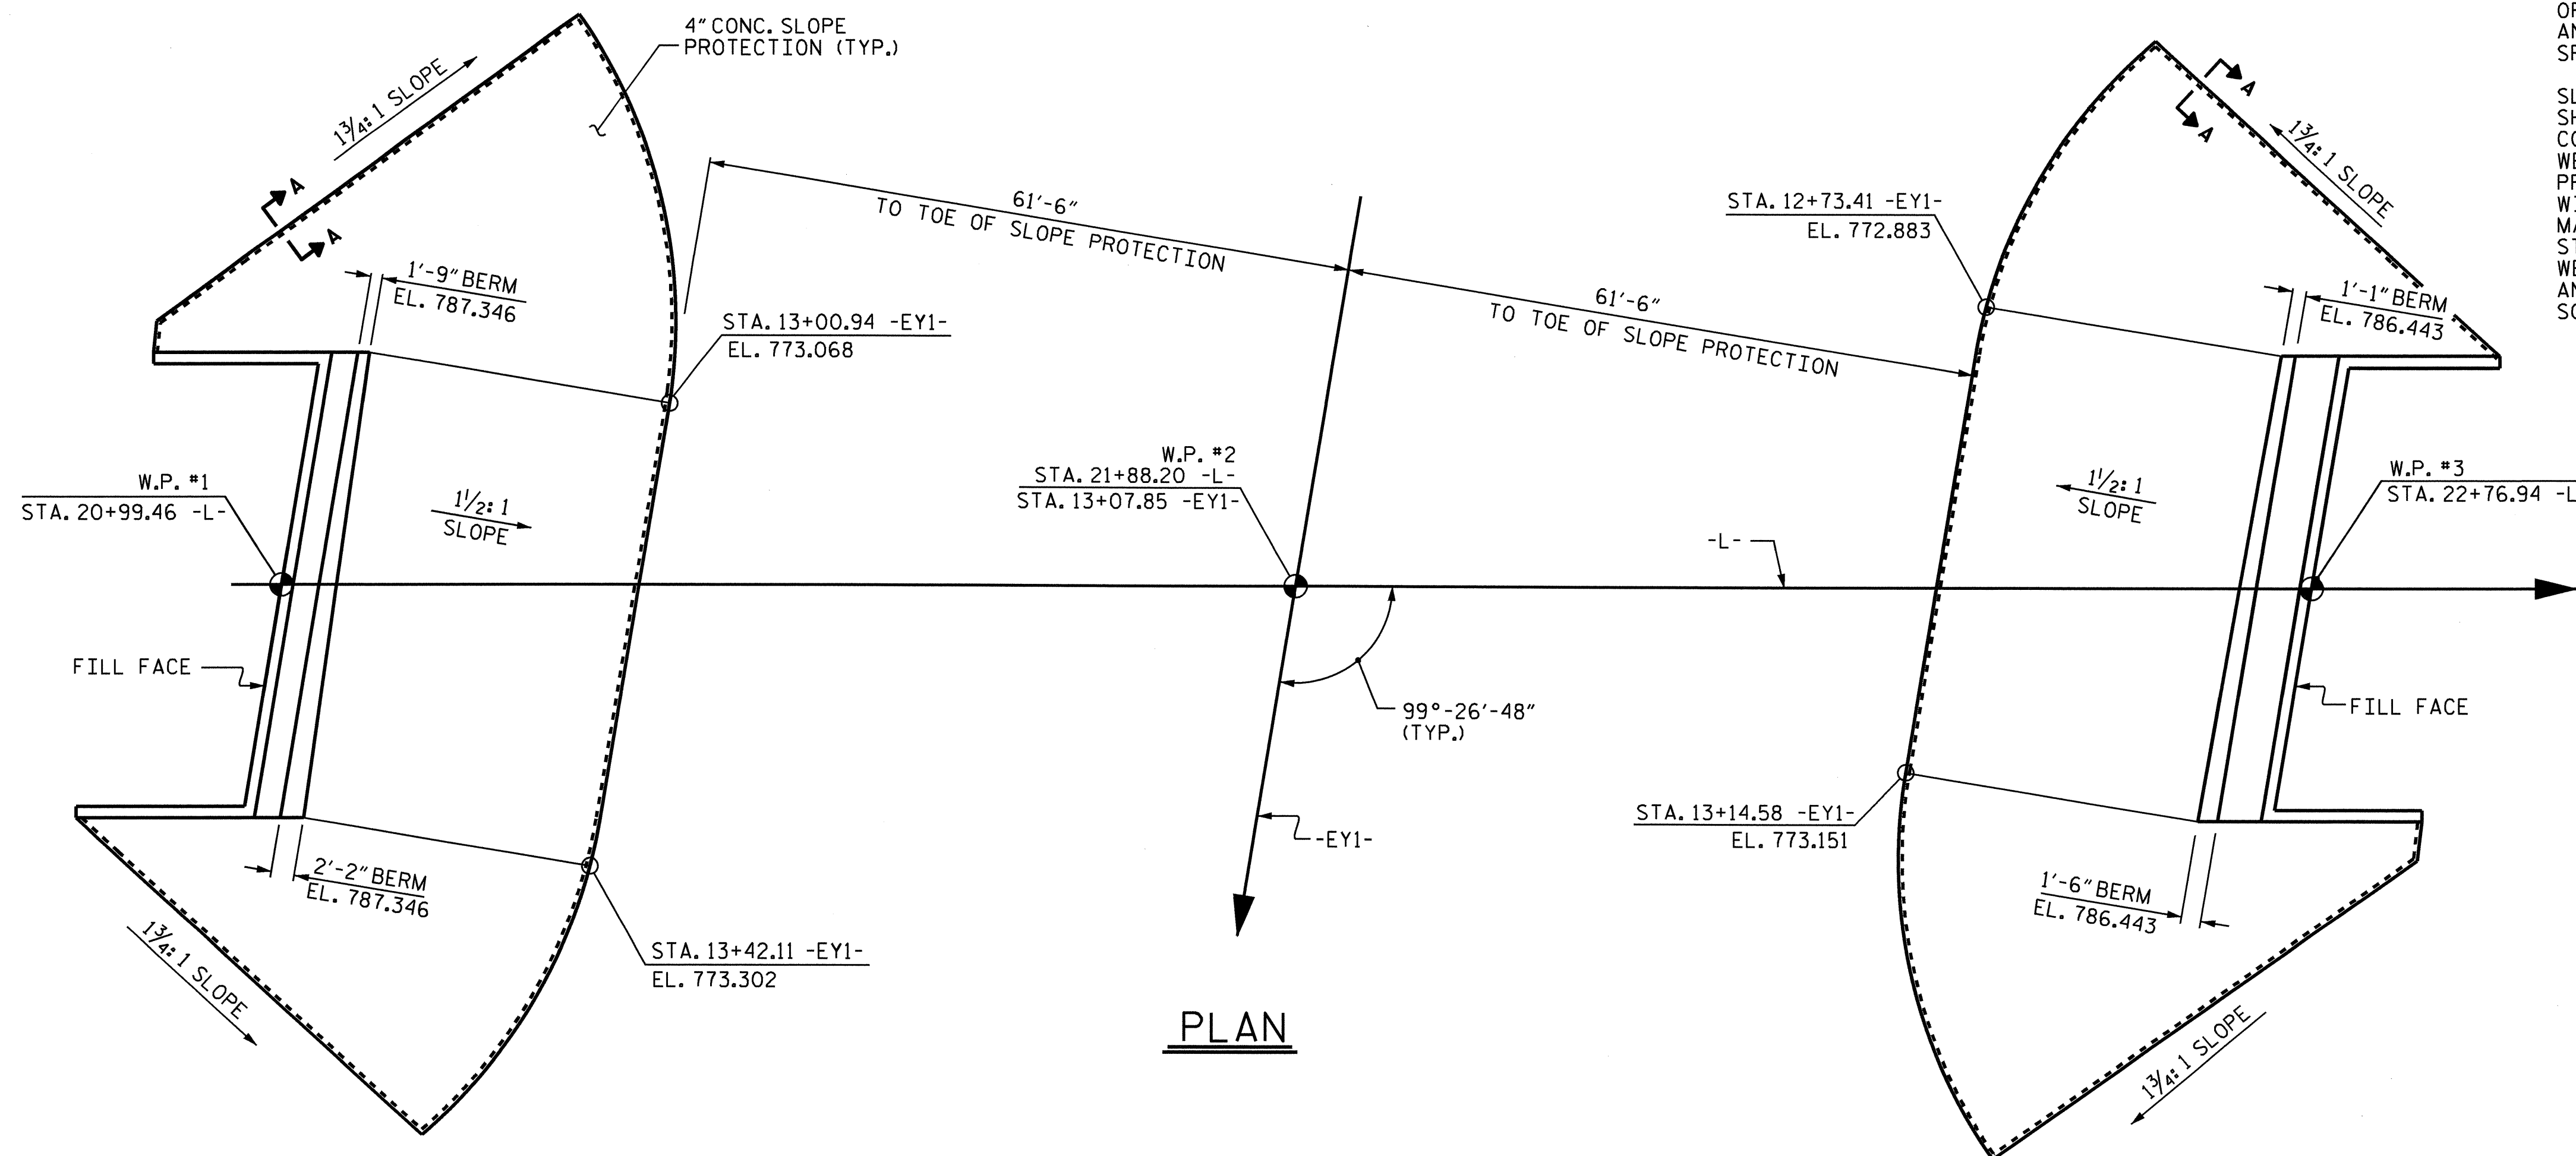 4" CONC. SLOPE
PROTECTION (TYP.)
1¾:1 SLOPE
A
A
1'-9" BERM
EL. 787.346
STA. 13+00.94 -EY1-
EL. 773.068
61'-6"
TO TOE OF SLOPE PROTECTION
61'-6"
TO TOE OF SLOPE PROTECTION
STA. 12+73.41 -EY1-
EL. 772.883
A
A
1¾:1 SLOPE
1'-1" BERM
EL. 786.443
W.P. #1
STA. 20+99.46 -L-
1½:1
SLOPE
W.P. #2
STA. 21+88.20 -L-
STA. 13+07.85 -EY1-
-L-
1½:1
SLOPE
W.P. #3
STA. 22+76.94 -L
FILL FACE
99°-26'-48"
(TYP.)
FILL FACE
-EY1-
STA. 13+14.58 -EY1-
EL. 773.151
2'-2" BERM
EL. 787.346
1'-6" BERM
EL. 786.443
1¾:1 SLOPE
STA. 13+42.11 -EY1-
EL. 773.302
1¾:1 SLOPE
PLAN